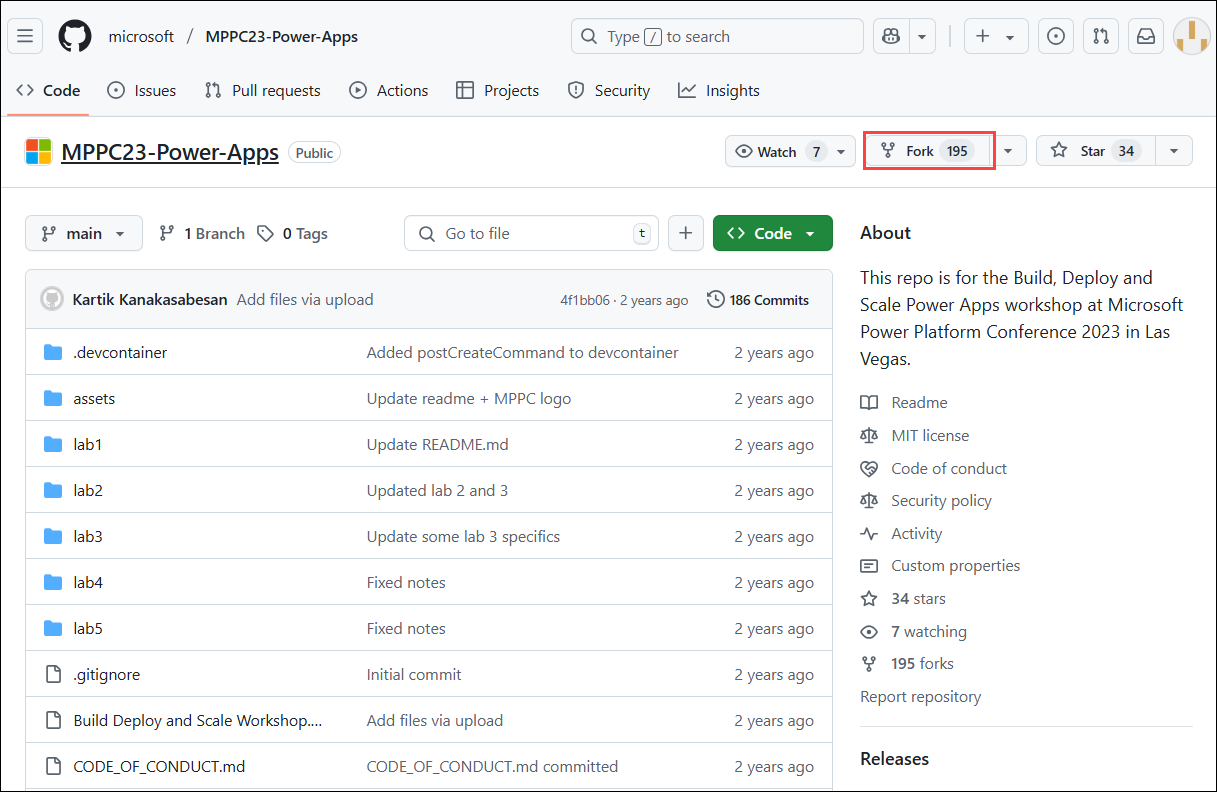 microsoft / MPPC23-Power-Apps Type / to search
Code Issues Pull requests Actions Projects Security Insights
MPPC23-Power-Apps Public Watch 7 Fork 195 Star 34
main 1 Branch 0 Tags Go to file t Code
Kartik Kanakasabesan Add files via upload 4f1bb06 · 2 years ago 186 Commits
.devcontainer Added postCreateCommand to devcontainer 2 years ago
assets Update readme + MPPC logo 2 years ago
lab1 Update README.md 2 years ago
lab2 Updated lab 2 and 3 2 years ago
lab3 Update some lab 3 specifics 2 years ago
lab4 Fixed notes 2 years ago
lab5 Fixed notes 2 years ago
.gitignore Initial commit 2 years ago
Build Deploy and Scale Workshop.... Add files via upload 2 years ago
CODE_OF_CONDUCT.md CODE_OF_CONDUCT.md committed 2 years ago
About
This repo is for the Build, Deploy and
Scale Power Apps workshop at Microsoft
Power Platform Conference 2023 in Las
Vegas.
Readme
MIT license
Code of conduct
Security policy
Activity
Custom properties
34 stars
7 watching
195 forks
Report repository
Releases